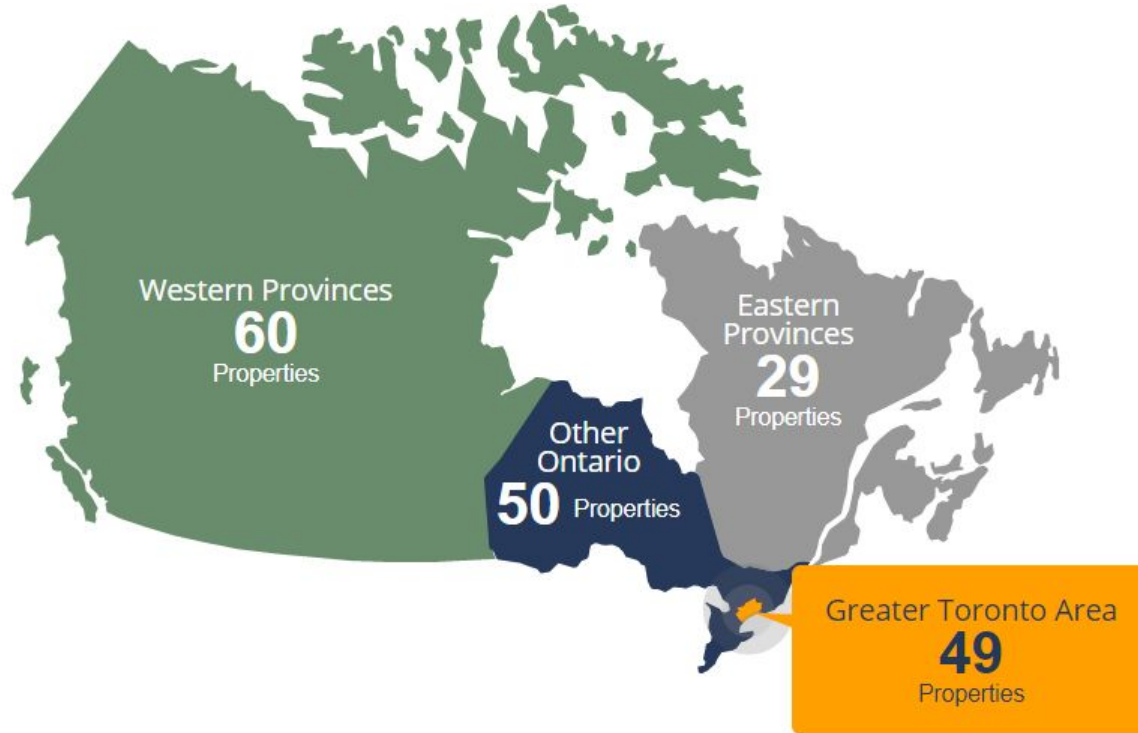 Western Provinces
60
Properties
Eastern
Provinces
29
Properties
Other
Ontario
50 Properties
Greater Toronto Area
49
Properties